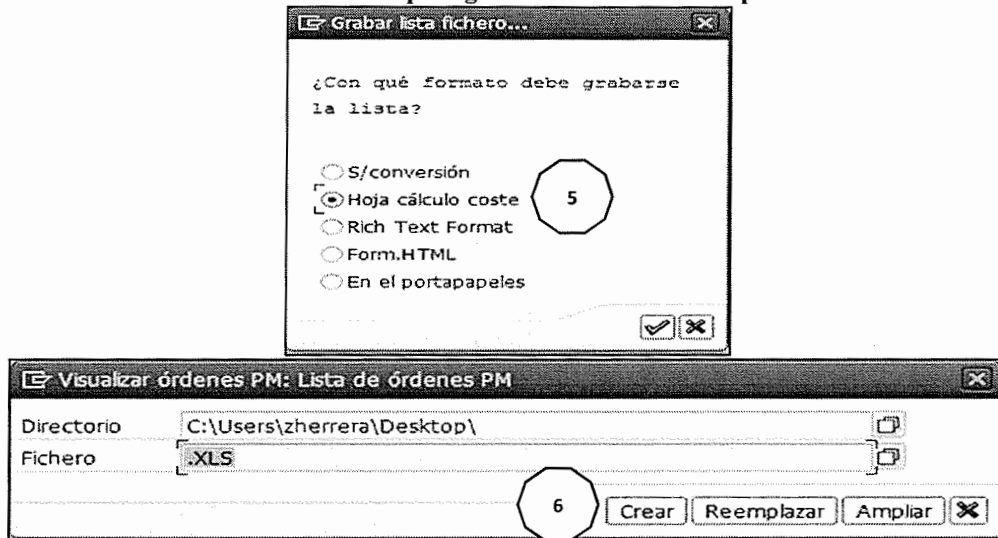 Grabar lista fichero...
¿Con qué formato debe grabarse
la lista?
S/conversión
Hoja cálculo coste
5
Rich Text Format
Form.HTML
En el portapapeles
Visualizar órdenes PM: Lista de órdenes PM
Directorio C:\Users\zherrera\Desktop\
Fichero .XLS
6 Crear Reemplazar Ampliar